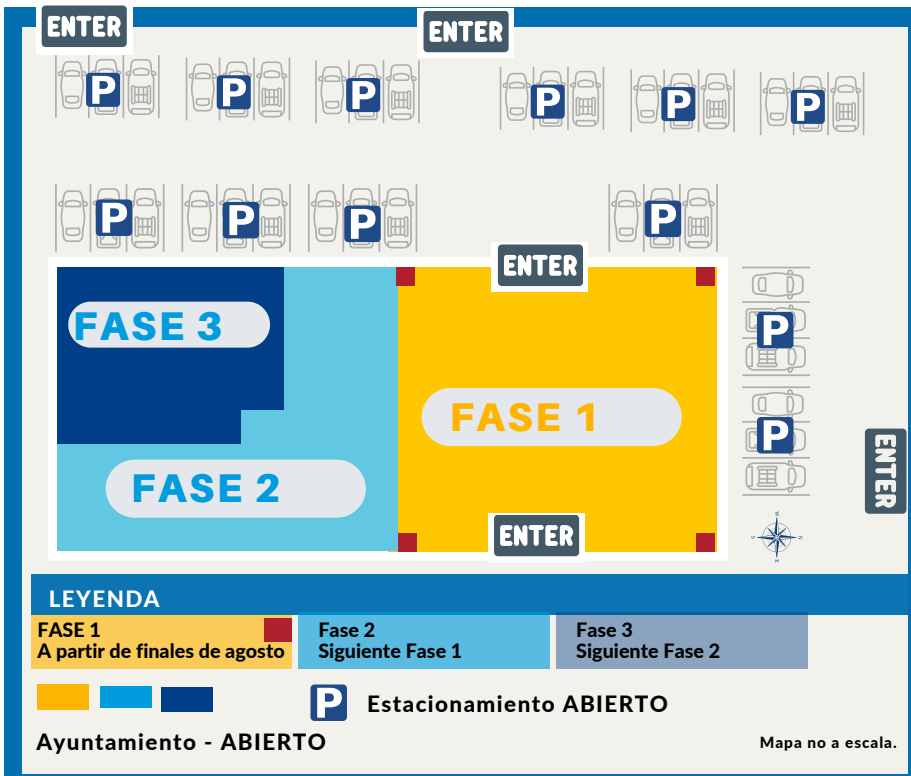 ENTER
ENTER
P
P
P
P
P
P
P
P
P
P
ENTER
FASE 3
P
FASE 1
P
ENTER
FASE 2
ENTER
W
S
N
E
LEYENDA
FASE 1
A partir de finales de agosto
Fase 2
Siguiente Fase 1
Fase 3
Siguiente Fase 2
P
Estacionamiento ABIERTO
Ayuntamiento - ABIERTO
Mapa no a escala.